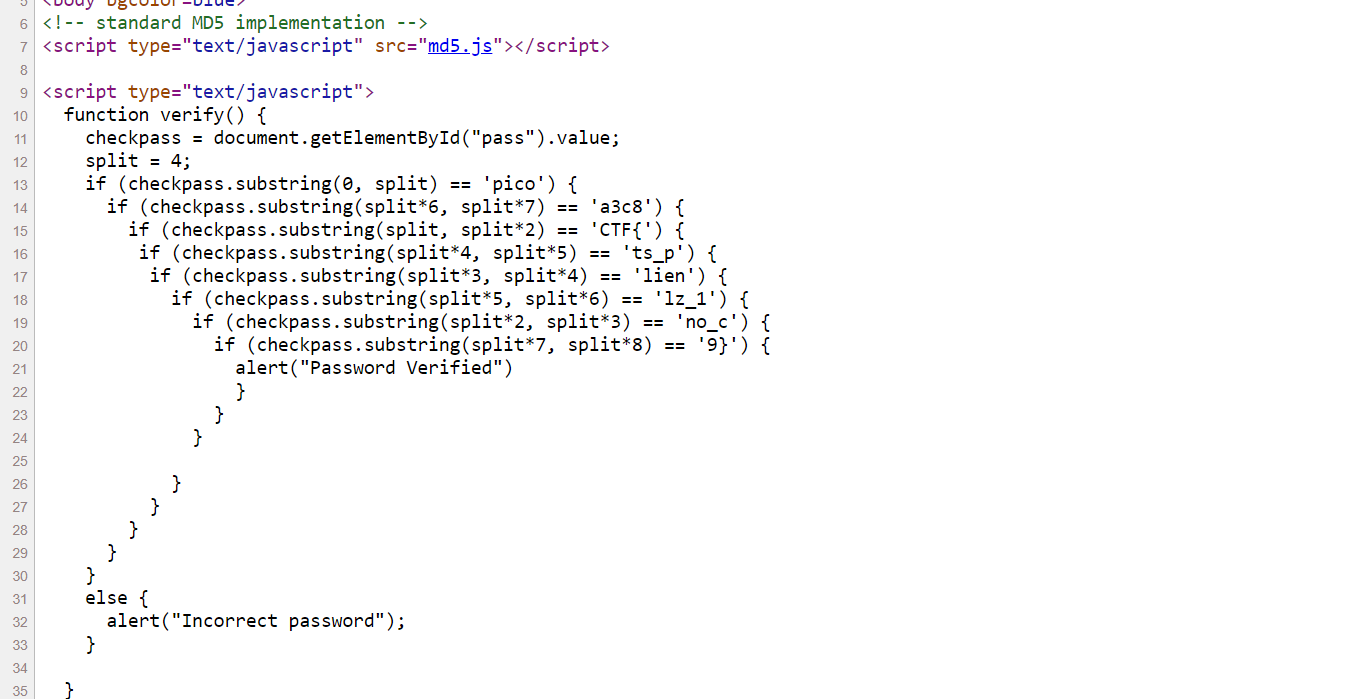 5 <body bgcolor=blue>
6 <!-- standard MD5 implementation -->
7 <script type="text/javascript" src="md5.js"></script>
8
9 <script type="text/javascript">
10   function verify() {
11     checkpass = document.getElementById("pass").value;
12     split = 4;
13     if (checkpass.substring(0, split) == 'pico') {
14       if (checkpass.substring(split*6, split*7) == 'a3c8') {
15         if (checkpass.substring(split, split*2) == 'CTF{') {
16          if (checkpass.substring(split*4, split*5) == 'ts_p') {
17           if (checkpass.substring(split*3, split*4) == 'lien') {
18             if (checkpass.substring(split*5, split*6) == 'lz_1') {
19               if (checkpass.substring(split*2, split*3) == 'no_c') {
20                 if (checkpass.substring(split*7, split*8) == '9}') {
21                   alert("Password Verified")
22                   }
23                 }
24               }
25
26             }
27           }
28         }
29       }
30     }
31     else {
32       alert("Incorrect password");
33     }
34
35   }